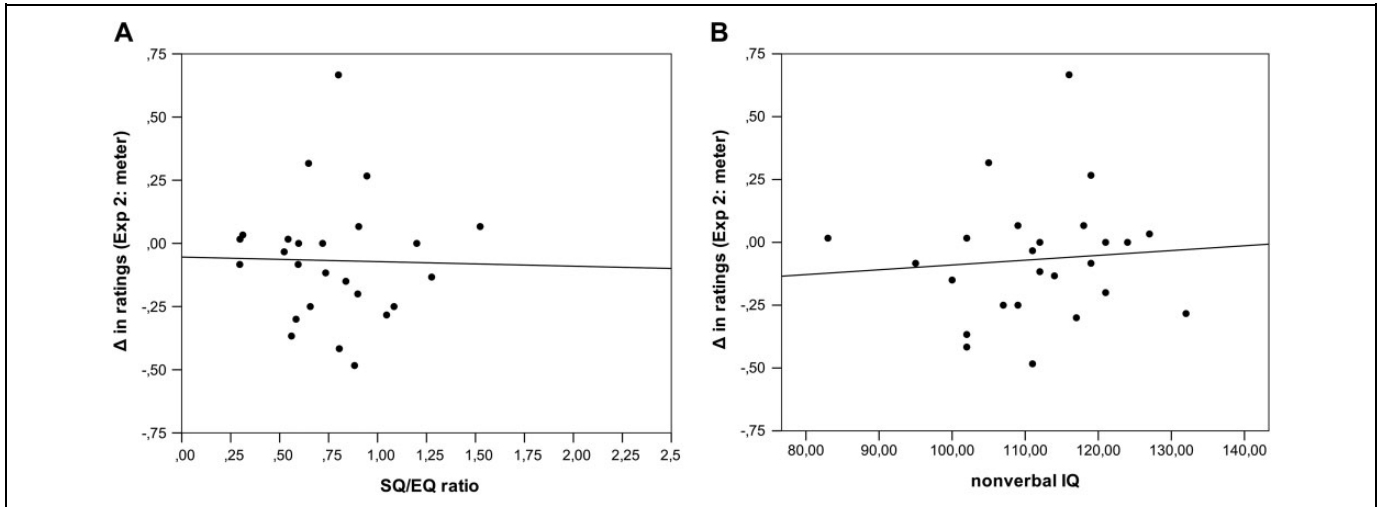 A
,75
,50
,25
,00
-,25
-,50
-,75
Δ in ratings (Exp 2: meter)
,00 ,25 ,50 ,75 1,00 1,25 1,50 1,75 2,00 2,25 2,5
SQ/EQ ratio
B
,75
,50
,25
,00
-,25
-,50
-,75
Δ in ratings (Exp 2: meter)
80,00 90,00 100,00 110,00 120,00 130,00 140,00
nonverbal IQ